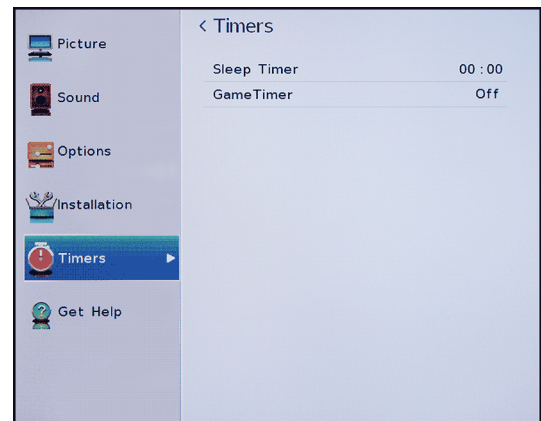 Picture
Sound
Options
Installation
Timers
Get Help
< Timers
Sleep Timer 00 : 00
GameTimer Off